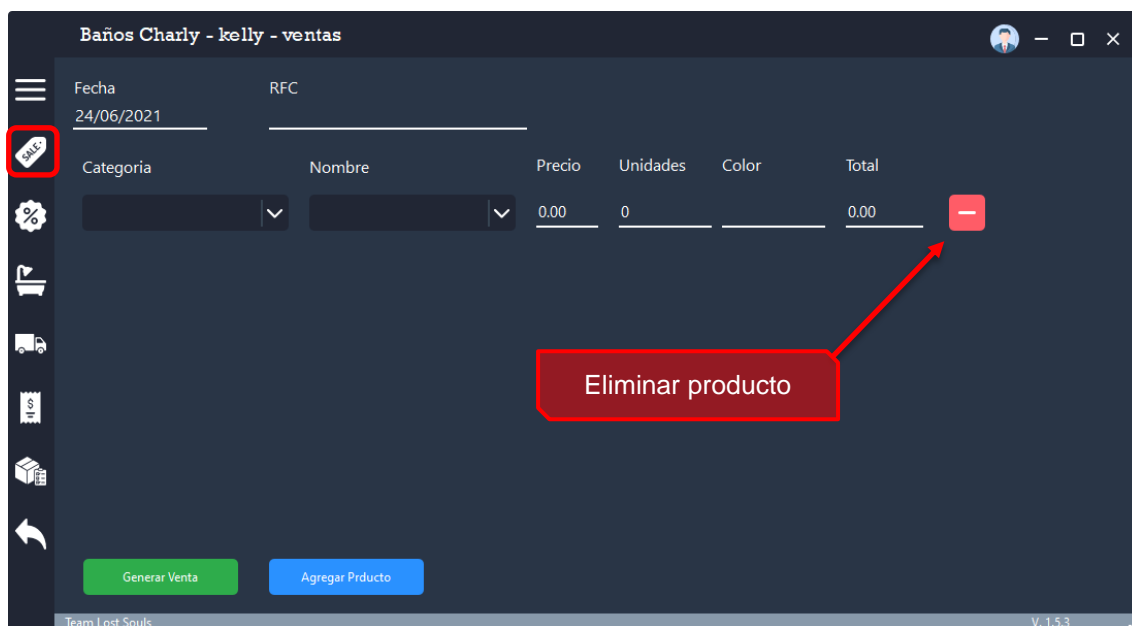 Baños Charly - kelly - ventas
Fecha RFC
24/06/2021
SALE
Categoria Nombre Precio Unidades Color Total
0.00 0 0.00
%
$
Eliminar producto
Generar Venta Agregar Prducto
Team Lost Souls V. 1.5.3